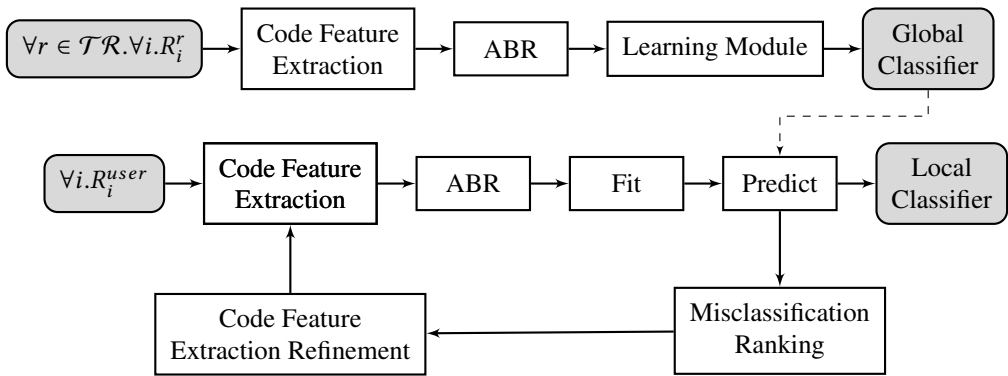 ∀r ∈ 𝒯ℛ.∀i.R_i^r
Code Feature
Extraction
ABR
Learning Module
Global
Classifier
∀i.R_i^{user}
Code Feature
Extraction
ABR
Fit
Predict
Local
Classifier
Code Feature
Extraction Refinement
Misclassification
Ranking